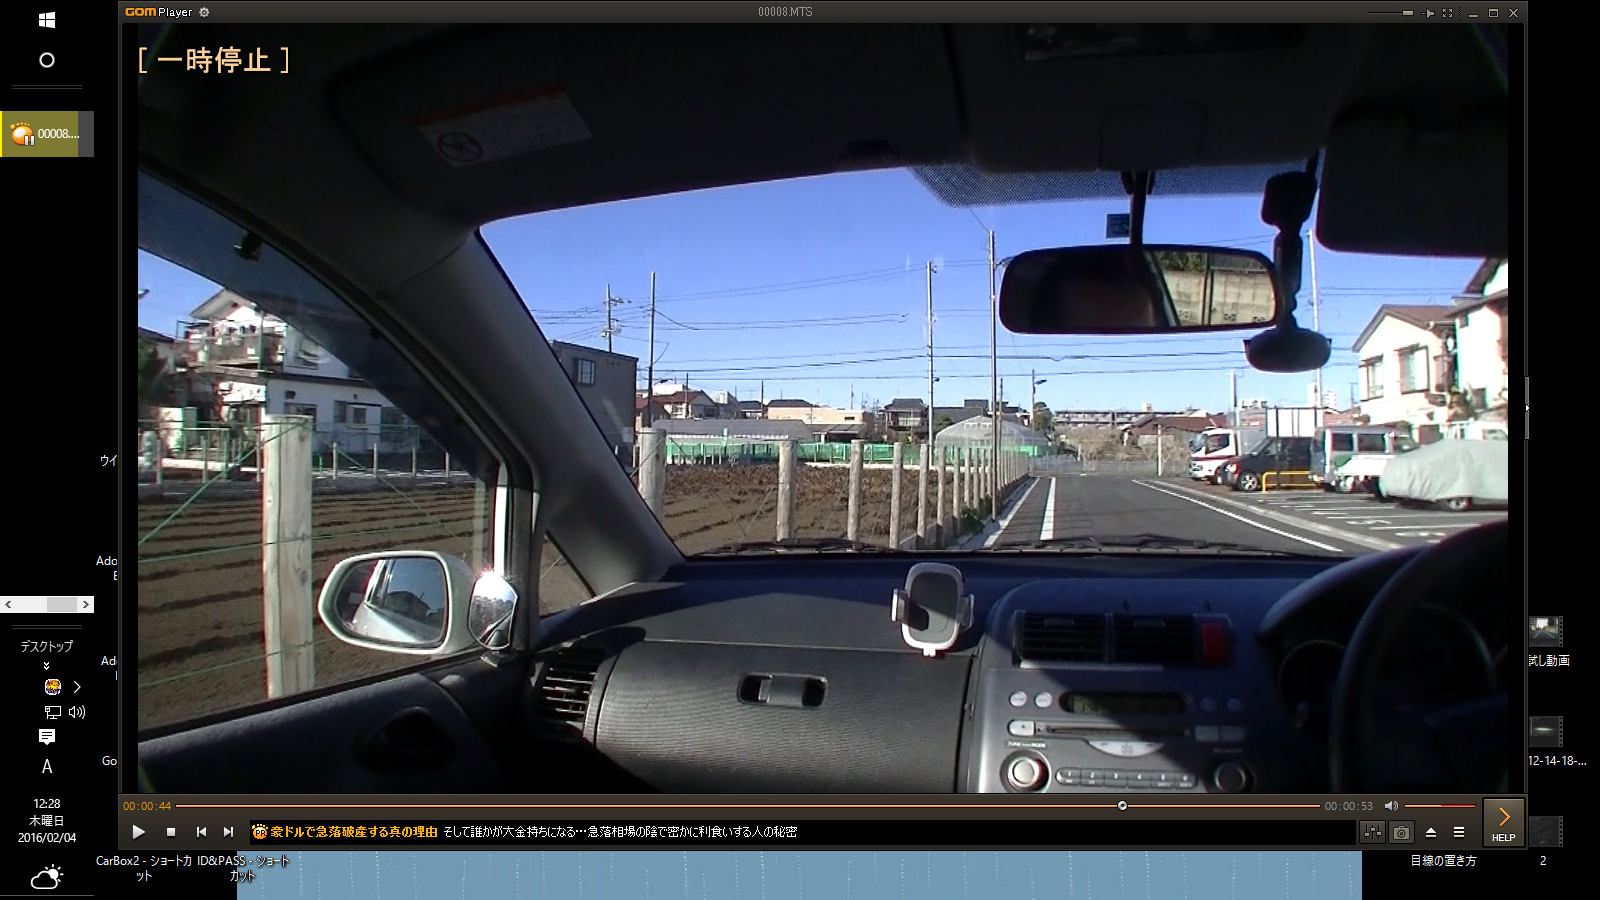 GOM Player
00008.MTS
[ 一時停止 ]
00008....
ウイ
Ado
E
Ad
Go
デスクトップ
A
12:28
木曜日
2016/02/04
00:00:44
00:00:53
豪ドルで急落破産する真の理由 そして誰かが大金持ちになる…急落相場の陰で密かに利食いする人の秘密
HELP
試し動画
12-14-18-...
CarBox2 - ショートカット
ID&PASS - ショートカット
目線の置き方
2